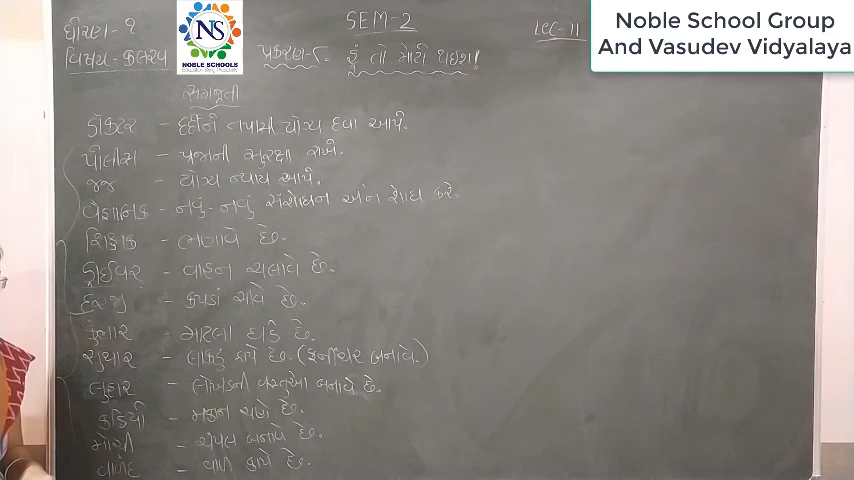 ધોરણ - ૧
SEM-2
LEC-11
Noble School Group
And Vasudev Vidyalaya
NS
NOBLE SCHOOLS
વિષય - કલરવ
પ્રકરણ-૮ હું તો મોટી થઈશ!
સમજૂતી
ડૉકટર - દર્દીને તપાસી યોગ્ય દવા આપે.
પોલીસ - પ્રજાની સુરક્ષા રાખે.
જજ - યોગ્ય ન્યાય આપે.
વૈજ્ઞાનિક - નવું-નવું સંશોધન અને શોધ કરે.
શિક્ષક - ભણાવે છે.
ડ્રાઈવર - વાહન ચલાવે છે.
દરજી - કપડાં સીવે છે.
કુંભાર - માટલા ઘડે છે.
સુથાર - લાકડું કાપે છે. (ફર્નીચર બનાવે.)
લુહાર - લોખંડની વસ્તુઓ બનાવે છે.
કડિયો - મકાન ચણે છે.
મોચી - ચંપલ બનાવે છે.
વાળંદ - વાળ કાપે છે.